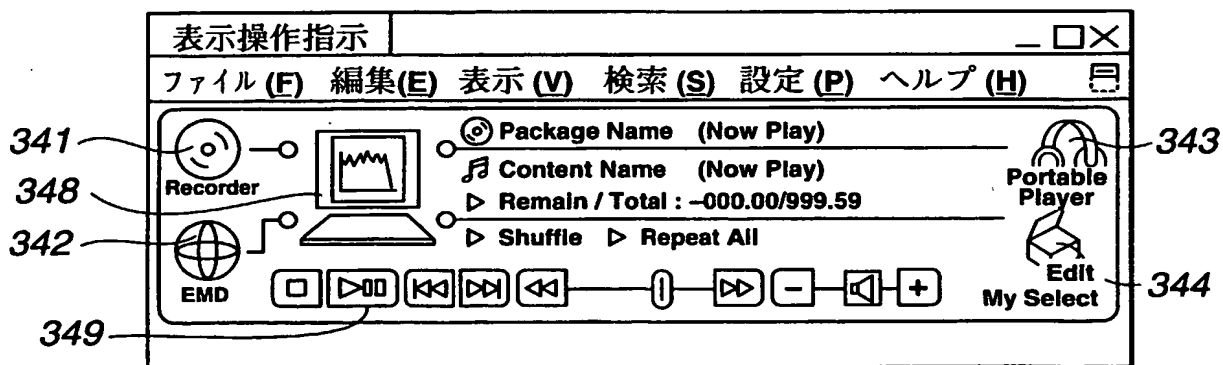 表示操作指示
ファイル (F) 編集(E) 表示 (V) 検索 (S) 設定 (P) ヘルプ (H)
341
Recorder
348
342
EMD
349
Package Name (Now Play)
Content Name (Now Play)
Remain / Total : –000.00/999.59
Shuffle Repeat All
343
Portable
Player
Edit
My Select
344